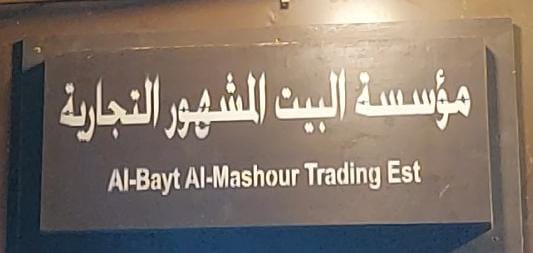 مؤسسة البيت المشهور التجارية
Al-Bayt Al-Mashour Trading Est